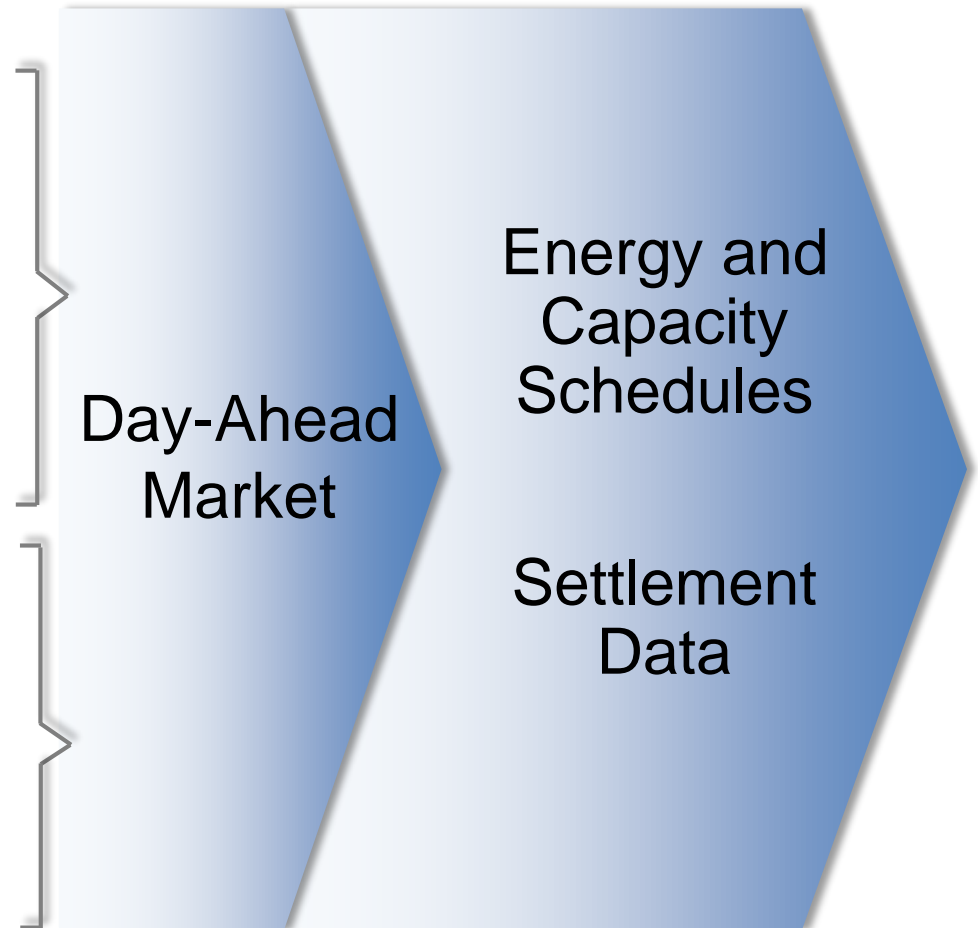 Day-Ahead
Market
Energy and
Capacity
Schedules
Settlement
Data